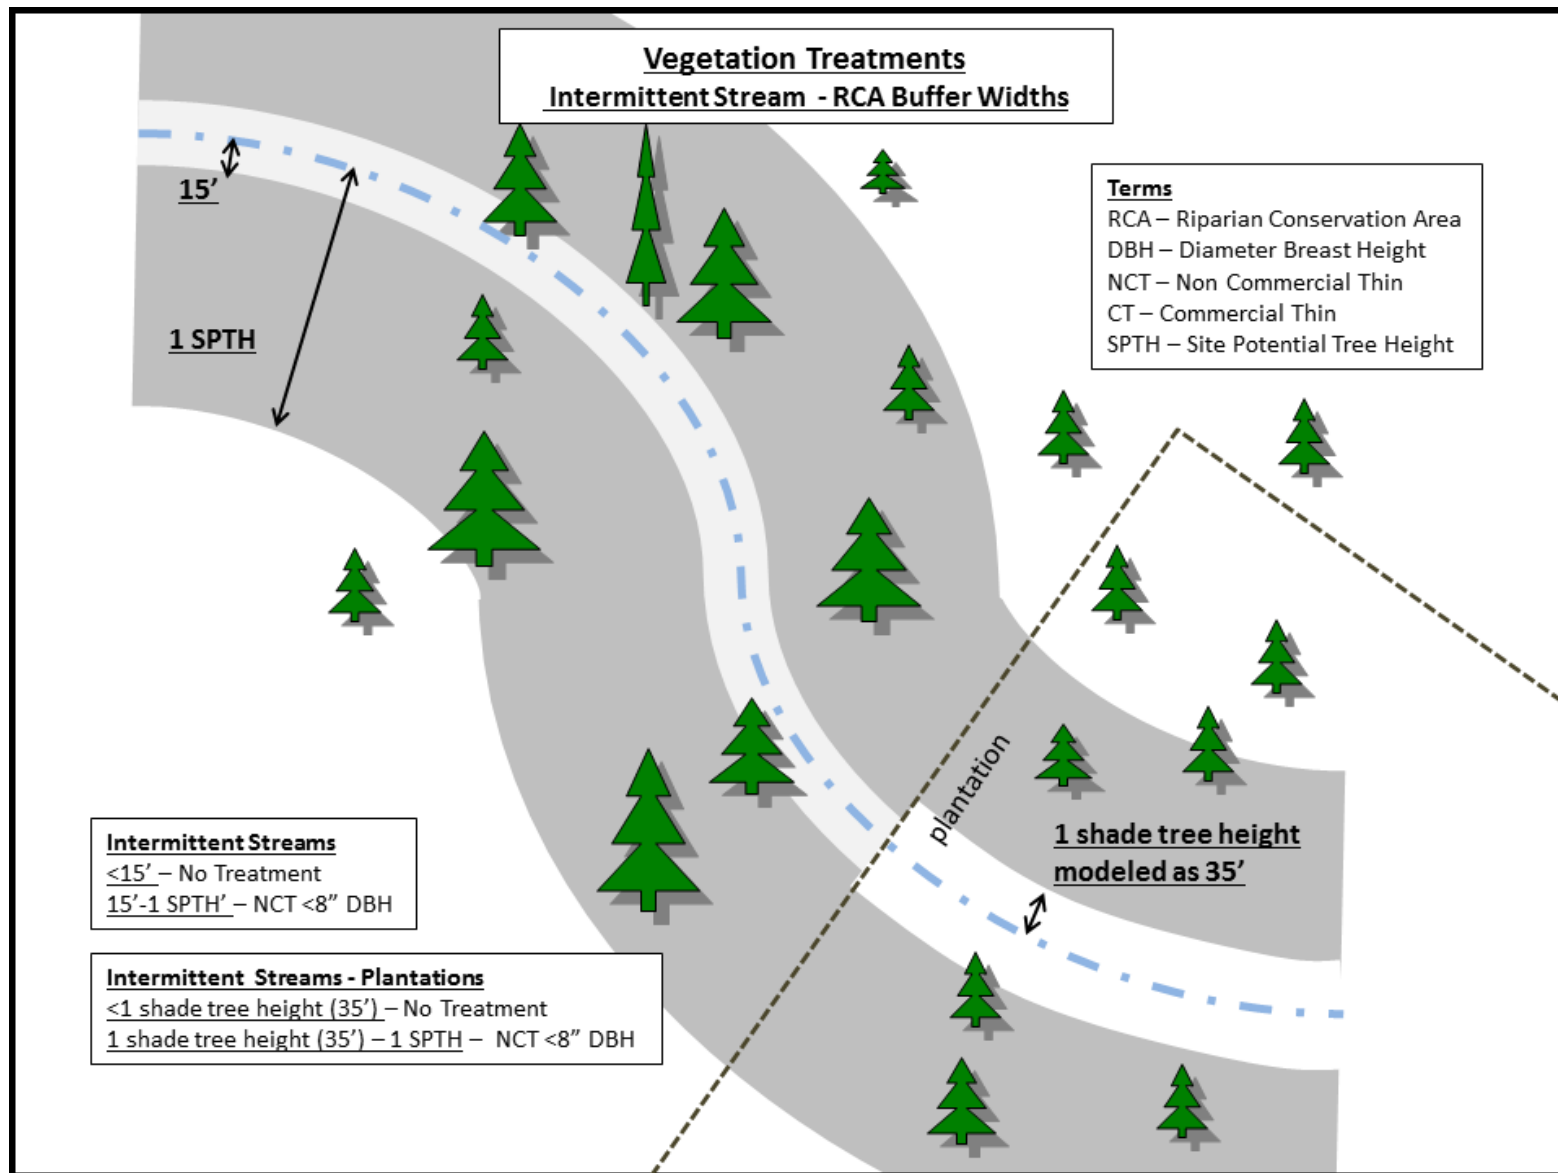 Vegetation Treatments
Intermittent Stream - RCA Buffer Widths
15’
1 SPTH
Terms
RCA – Riparian Conservation Area
DBH – Diameter Breast Height
NCT – Non Commercial Thin
CT – Commercial Thin
SPTH – Site Potential Tree Height
plantation
1 shade tree height
modeled as 35’
Intermittent Streams
<15’ – No Treatment
15’-1 SPTH’ – NCT <8” DBH
Intermittent Streams - Plantations
<1 shade tree height (35’) – No Treatment
1 shade tree height (35’) – 1 SPTH – NCT <8” DBH